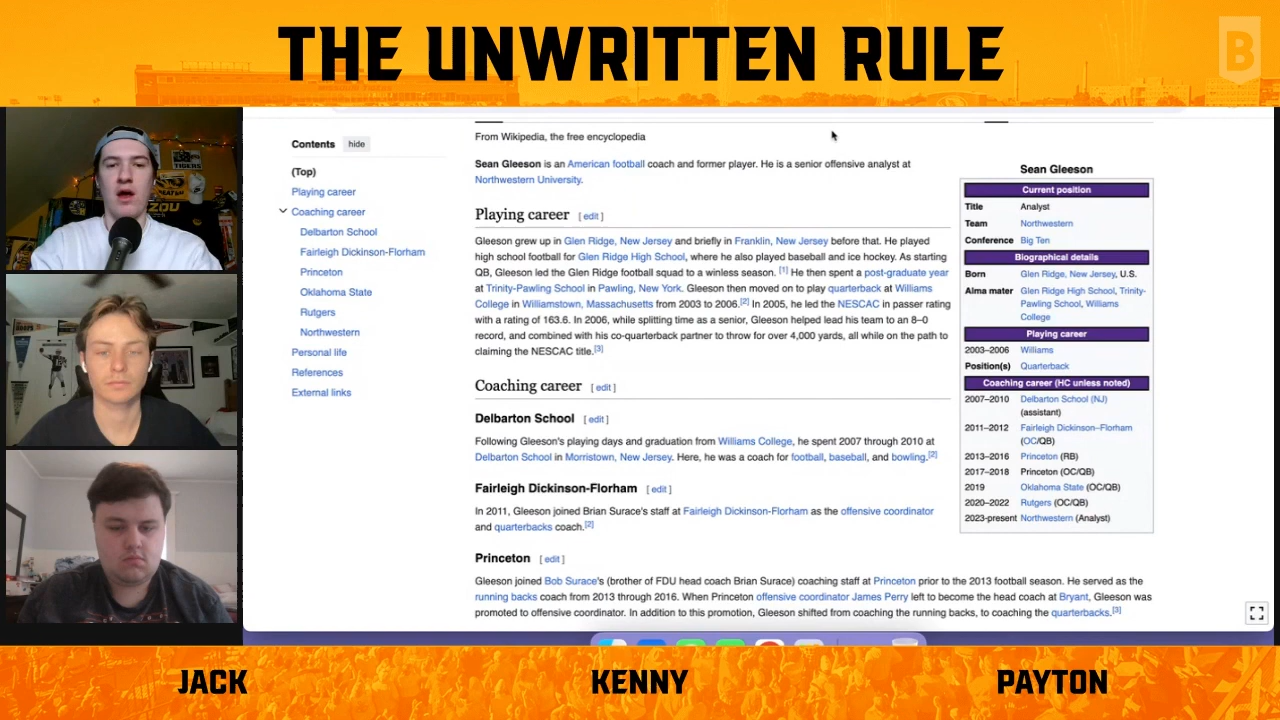 THE UNWRITTEN RULE
B
TIGERS
ZOU
Contents
hide
(Top)
Playing career
Coaching career
Delbarton School
Fairleigh Dickinson-Florham
Princeton
Oklahoma State
Rutgers
Northwestern
Personal life
References
External links
From Wikipedia, the free encyclopedia
Sean Gleeson is an American football coach and former player. He is a senior offensive analyst at
Northwestern University.
Playing career [ edit ]
Gleeson grew up in Glen Ridge, New Jersey and briefly in Franklin, New Jersey before that. He played
high school football for Glen Ridge High School, where he also played baseball and ice hockey. As starting
QB, Gleeson led the Glen Ridge football squad to a winless season. [1] He then spent a post-graduate year
at Trinity-Pawling School in Pawling, New York. Gleeson then moved on to play quarterback at Williams
College in Williamstown, Massachusetts from 2003 to 2006.[2] In 2005, he led the NESCAC in passer rating
with a rating of 163.6. In 2006, while splitting time as a senior, Gleeson helped lead his team to an 8–0
record, and combined with his co-quarterback partner to throw for over 4,000 yards, all while on the path to
claiming the NESCAC title.[3]
Coaching career [ edit ]
Delbarton School [ edit ]
Following Gleeson's playing days and graduation from Williams College, he spent 2007 through 2010 at
Delbarton School in Morristown, New Jersey. Here, he was a coach for football, baseball, and bowling.[2]
Fairleigh Dickinson-Florham [ edit ]
In 2011, Gleeson joined Brian Surace's staff at Fairleigh Dickinson-Florham as the offensive coordinator
and quarterbacks coach.[2]
Princeton [ edit ]
Gleeson joined Bob Surace's (brother of FDU head coach Brian Surace) coaching staff at Princeton prior to the 2013 football season. He served as the
running backs coach from 2013 through 2016. When Princeton offensive coordinator James Perry left to become the head coach at Bryant, Gleeson was
promoted to offensive coordinator. In addition to this promotion, Gleeson shifted from coaching the running backs, to coaching the quarterbacks.[3]
Sean Gleeson
Current position
Title Analyst
Team Northwestern
Conference Big Ten
Biographical details
Born Glen Ridge, New Jersey, U.S.
Alma mater Glen Ridge High School, Trinity-
Pawling School, Williams
College
Playing career
2003–2006 Williams
Position(s) Quarterback
Coaching career (HC unless noted)
2007–2010 Delbarton School (NJ)
(assistant)
2011–2012 Fairleigh Dickinson–Florham
(OC/QB)
2013–2016 Princeton (RB)
2017–2018 Princeton (OC/QB)
2019 Oklahoma State (OC/QB)
2020–2022 Rutgers (OC/QB)
2023-present Northwestern (Analyst)
JACK
KENNY
PAYTON